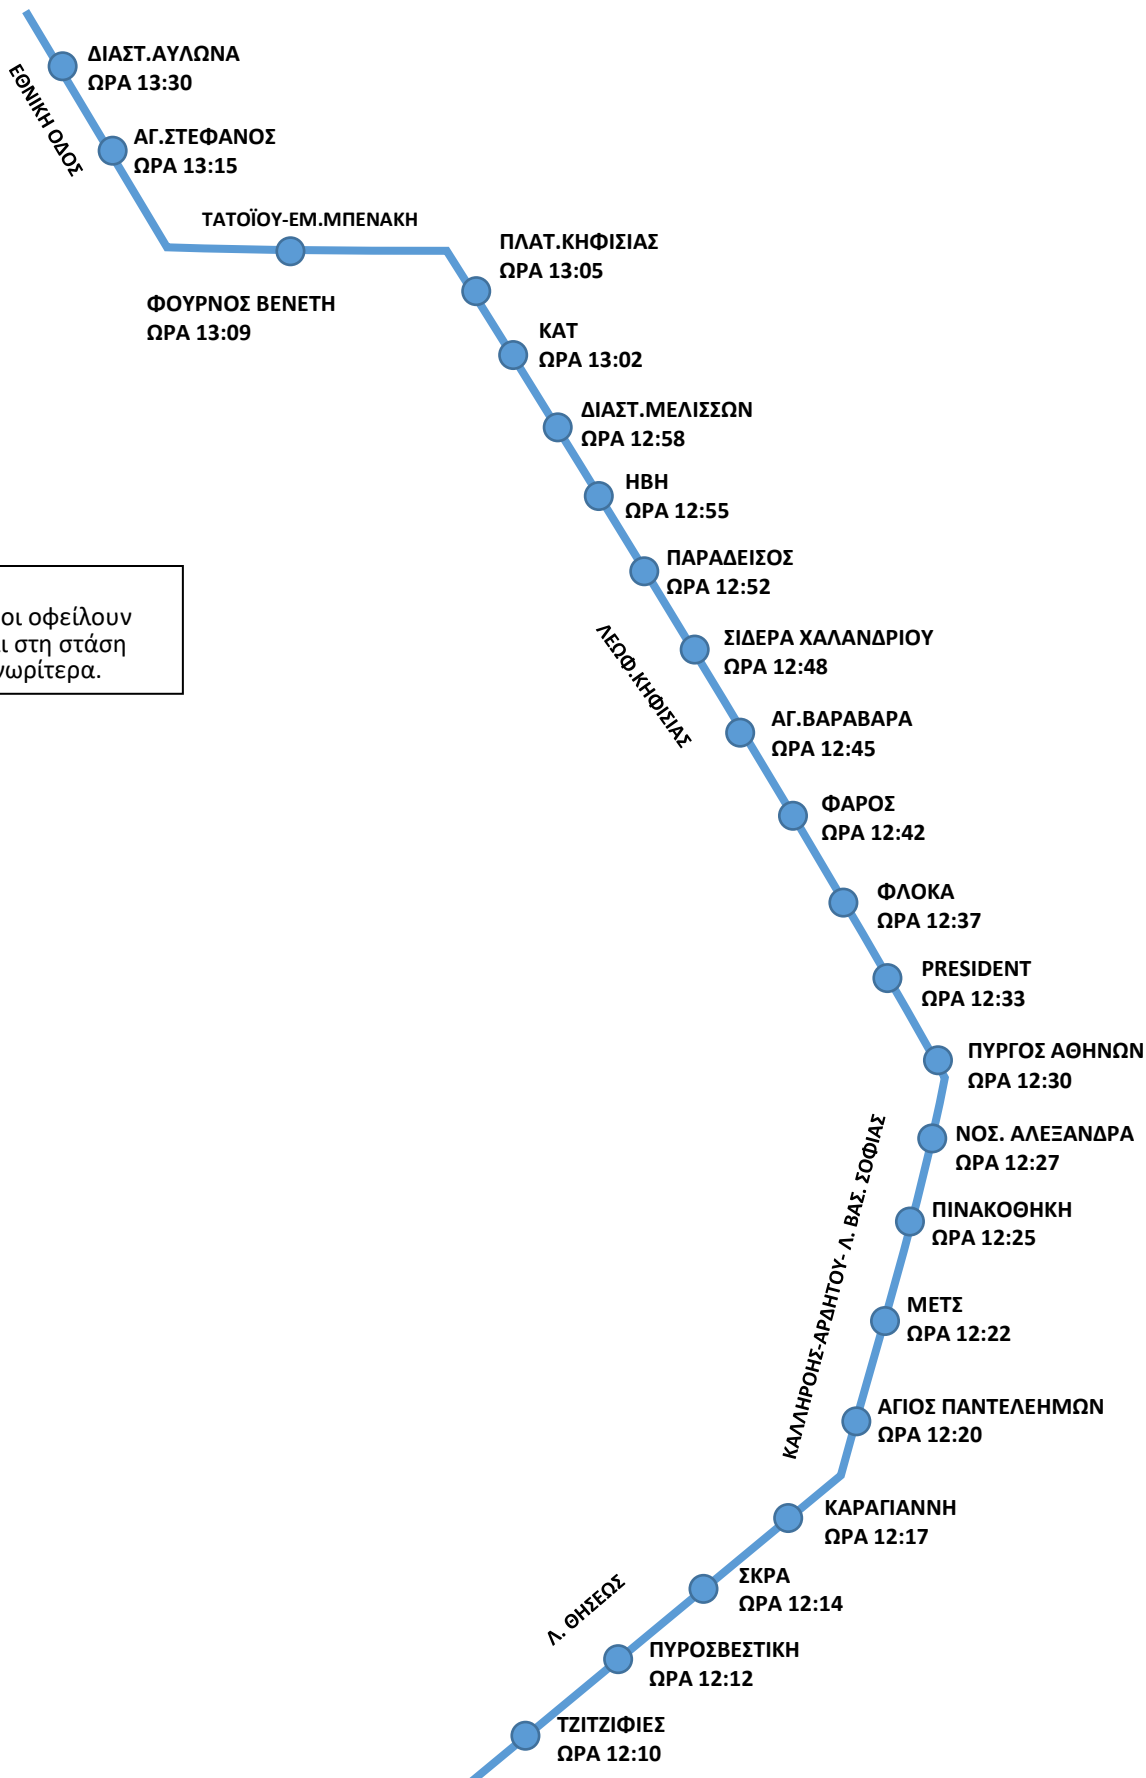 ΔΙΑΣΤ.ΑΥΛΩΝΑ
ΩΡΑ 13:30
ΕΘΝΙΚΗ ΟΔΟΣ
ΑΓ.ΣΤΕΦΑΝΟΣ
ΩΡΑ 13:15
ΤΑΤΟΪΟΥ-ΕΜ.ΜΠΕΝΑΚΗ
ΦΟΥΡΝΟΣ ΒΕΝΕΤΗ
ΩΡΑ 13:09
ΠΛΑΤ.ΚΗΦΙΣΙΑΣ
ΩΡΑ 13:05
ΚΑΤ
ΩΡΑ 13:02
ΔΙΑΣΤ.ΜΕΛΙΣΣΩΝ
ΩΡΑ 12:58
ΗΒΗ
ΩΡΑ 12:55
ΠΑΡΑΔΕΙΣΟΣ
ΩΡΑ 12:52
οι οφείλουν
ι στη στάση
νωρίτερα.
ΣΙΔΕΡΑ ΧΑΛΑΝΔΡΙΟΥ
ΩΡΑ 12:48
ΛΕΩΦ.ΚΗΦΙΣΙΑΣ
ΑΓ.ΒΑΡΑΒΑΡΑ
ΩΡΑ 12:45
ΦΑΡΟΣ
ΩΡΑ 12:42
ΦΛΟΚΑ
ΩΡΑ 12:37
PRESIDENT
ΩΡΑ 12:33
ΠΥΡΓΟΣ ΑΘΗΝΩΝ
ΩΡΑ 12:30
ΝΟΣ. ΑΛΕΞΑΝΔΡΑ
ΩΡΑ 12:27
ΠΙΝΑΚΟΘΗΚΗ
ΩΡΑ 12:25
ΚΑΛΛΗΡΟΗΣ-ΑΡΔΗΤΟΥ- Λ. ΒΑΣ. ΣΟΦΙΑΣ
ΜΕΤΣ
ΩΡΑ 12:22
ΑΓΙΟΣ ΠΑΝΤΕΛΕΗΜΩΝ
ΩΡΑ 12:20
ΚΑΡΑΓΙΑΝΝΗ
ΩΡΑ 12:17
ΣΚΡΑ
ΩΡΑ 12:14
Λ. ΘΗΣΕΩΣ
ΠΥΡΟΣΒΕΣΤΙΚΗ
ΩΡΑ 12:12
ΤΖΙΤΖΙΦΙΕΣ
ΩΡΑ 12:10